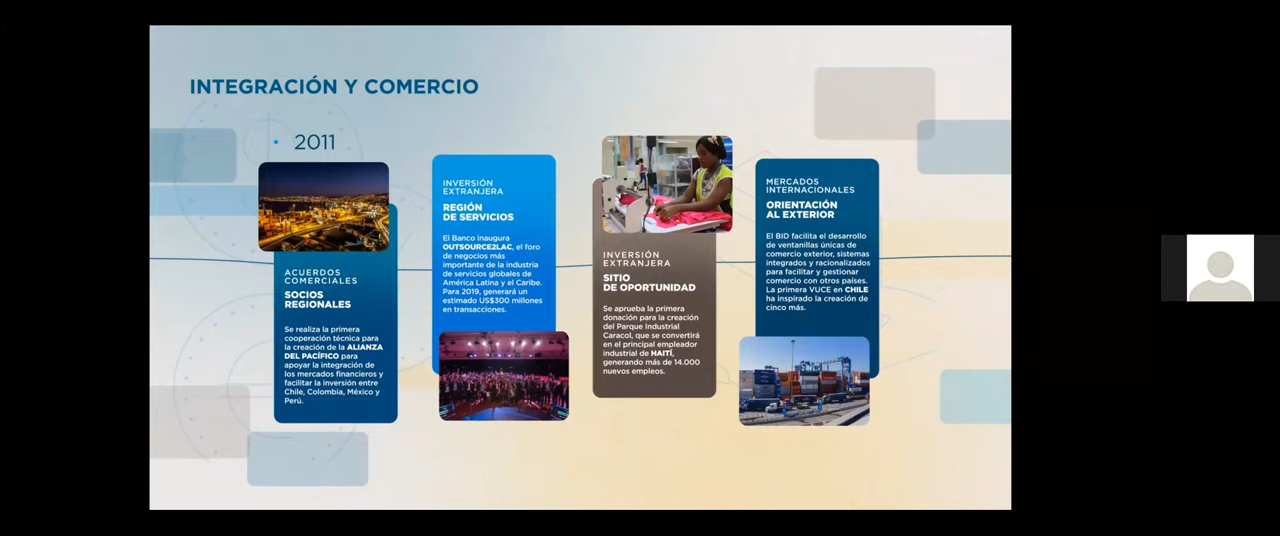 INTEGRACIÓN Y COMERCIO
2011
ACUERDOS
COMERCIALES
SOCIOS
REGIONALES
Se realiza la primera
cooperación técnica para
la creación de la ALIANZA
DEL PACÍFICO para
apoyar la integración de
los mercados financieros y
facilitar la inversión entre
Chile, Colombia, México y
Perú.
INVERSIÓN
EXTRANJERA
REGIÓN
DE SERVICIOS
El Banco inaugura
OUTSOURCE2LAC, el foro
de negocios más
importante de la industria
de servicios globales de
América Latina y el Caribe.
Para 2019, generará un
estimado US$300 millones
en transacciones.
INVERSIÓN
EXTRANJERA
SITIO
DE OPORTUNIDAD
Se aprueba la primera
donación para la creación
del Parque Industrial
Caracol, que se convertirá
en el principal empleador
industrial de HAITÍ,
generando más de 14.000
nuevos empleos.
MERCADOS
INTERNACIONALES
ORIENTACIÓN
AL EXTERIOR
El BID facilita el desarrollo
de ventanillas únicas de
comercio exterior, sistemas
integrados y racionalizados
para facilitar y gestionar
comercio con otros países.
La primera VUCE en CHILE
ha inspirado la creación de
cinco más.